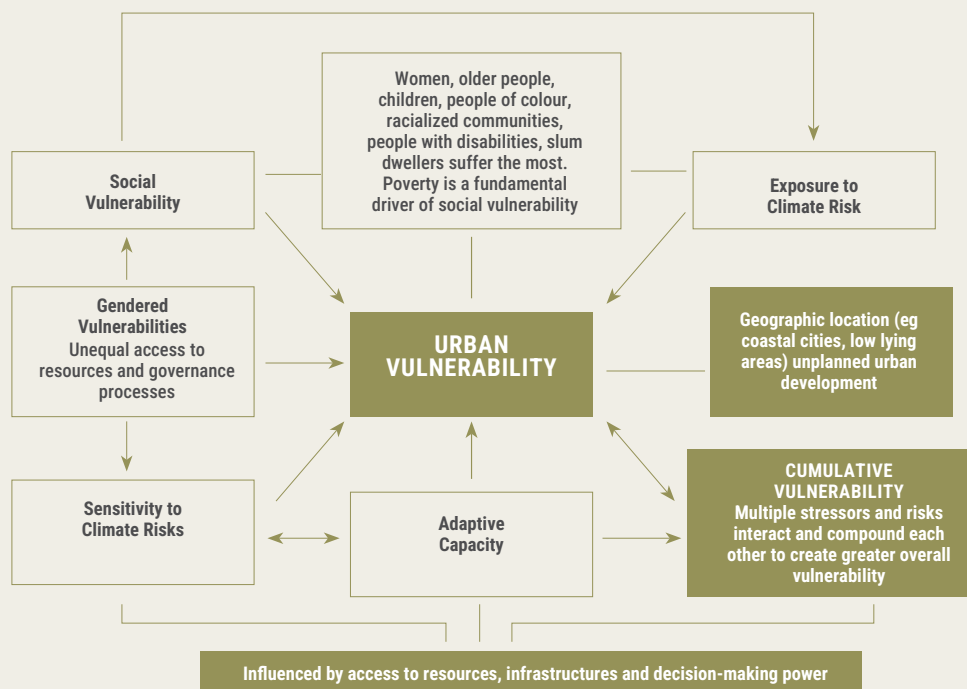 Women, older people,
children, people of colour,
racialized communities,
people with disabilities, slum
dwellers suffer the most.
Poverty is a fundamental
driver of social vulnerability
Social
Vulnerability
Exposure to
Climate Risk
Gendered
Vulnerabilities
Unequal access to
resources and governance
processes
URBAN
VULNERABILITY
Geographic location (eg
coastal cities, low lying
areas) unplanned urban
development
Sensitivity to
Climate Risks
Adaptive
Capacity
CUMULATIVE
VULNERABILITY
Multiple stressors and risks
interact and compound each
other to create greater overall
vulnerability
Influenced by access to resources, infrastructures and decision-making power